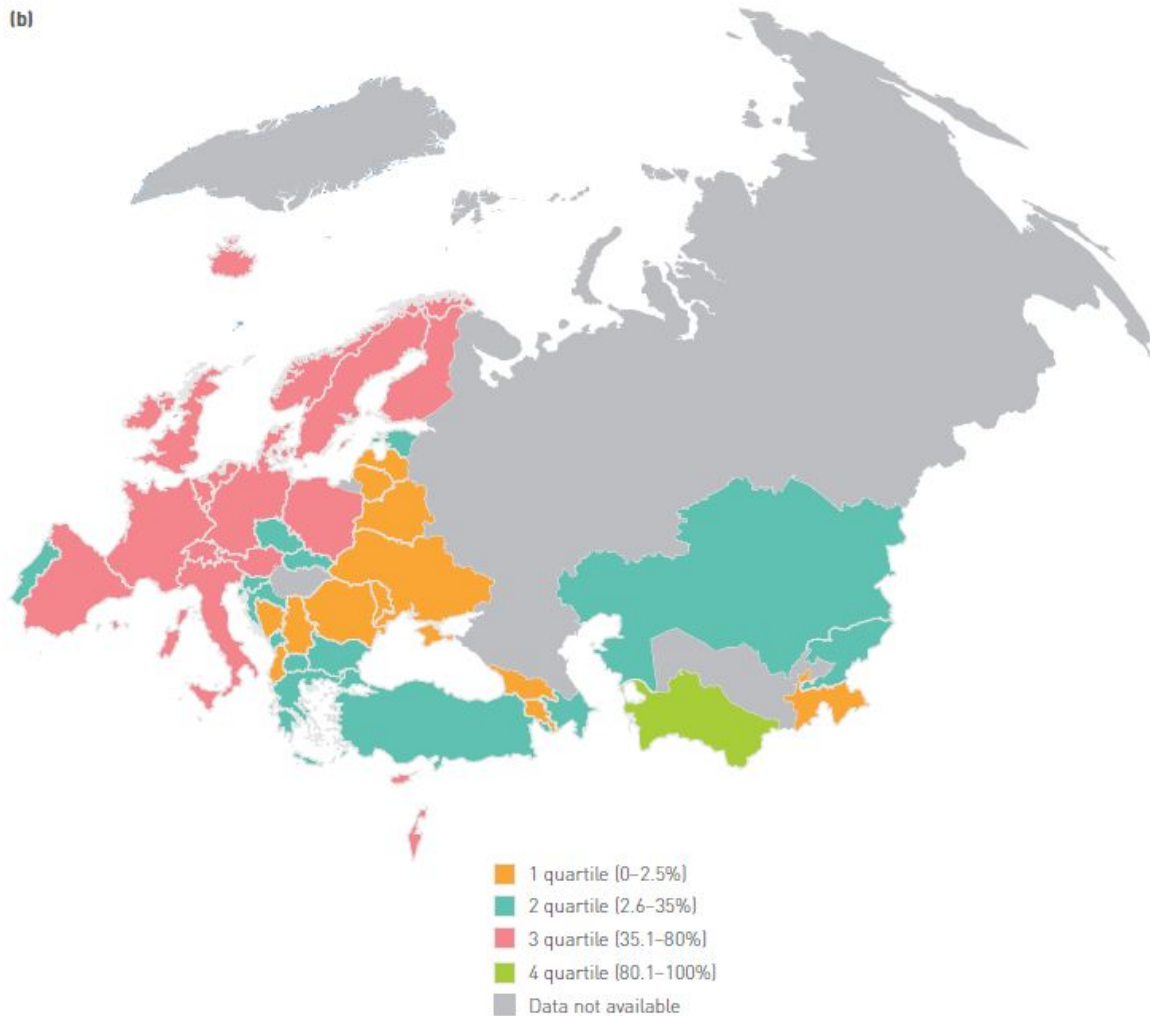 (b)
1 quartile (0–2.5%)
2 quartile (2.6–35%)
3 quartile (35.1–80%)
4 quartile (80.1–100%)
Data not available